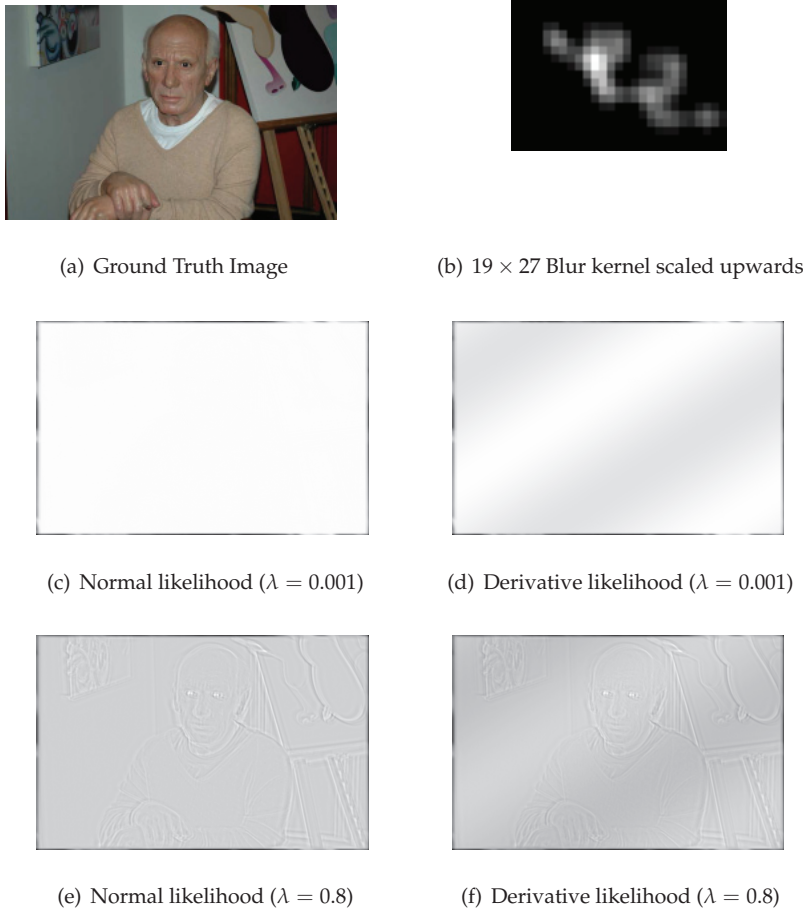 (a) Ground Truth Image
(b) 19 × 27 Blur kernel scaled upwards
(c) Normal likelihood (λ = 0.001)
(d) Derivative likelihood (λ = 0.001)
(e) Normal likelihood (λ = 0.8)
(f) Derivative likelihood (λ = 0.8)